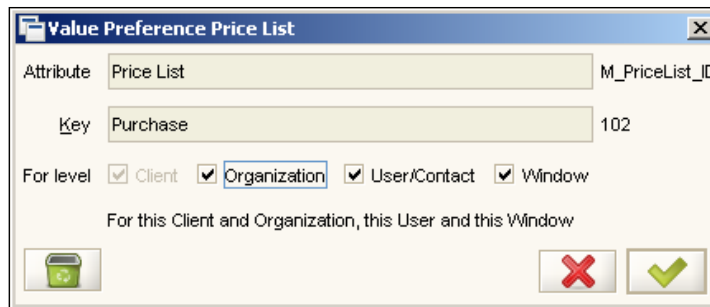 Value Preference Price List
Attribute Price List M_PriceList_ID
Key Purchase 102
For level Client Organization User/Contact Window
For this Client and Organization, this User and this Window